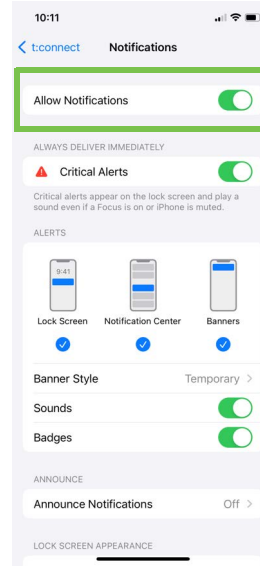 10:11
t:connect Notifications
Allow Notifications
ALWAYS DELIVER IMMEDIATELY
Critical Alerts
Critical alerts appear on the lock screen and play a
sound even if a Focus is on or iPhone is muted.
ALERTS
9:41
Lock Screen Notification Center Banners
Banner Style Temporary
Sounds
Badges
ANNOUNCE
Announce Notifications Off
LOCK SCREEN APPEARANCE